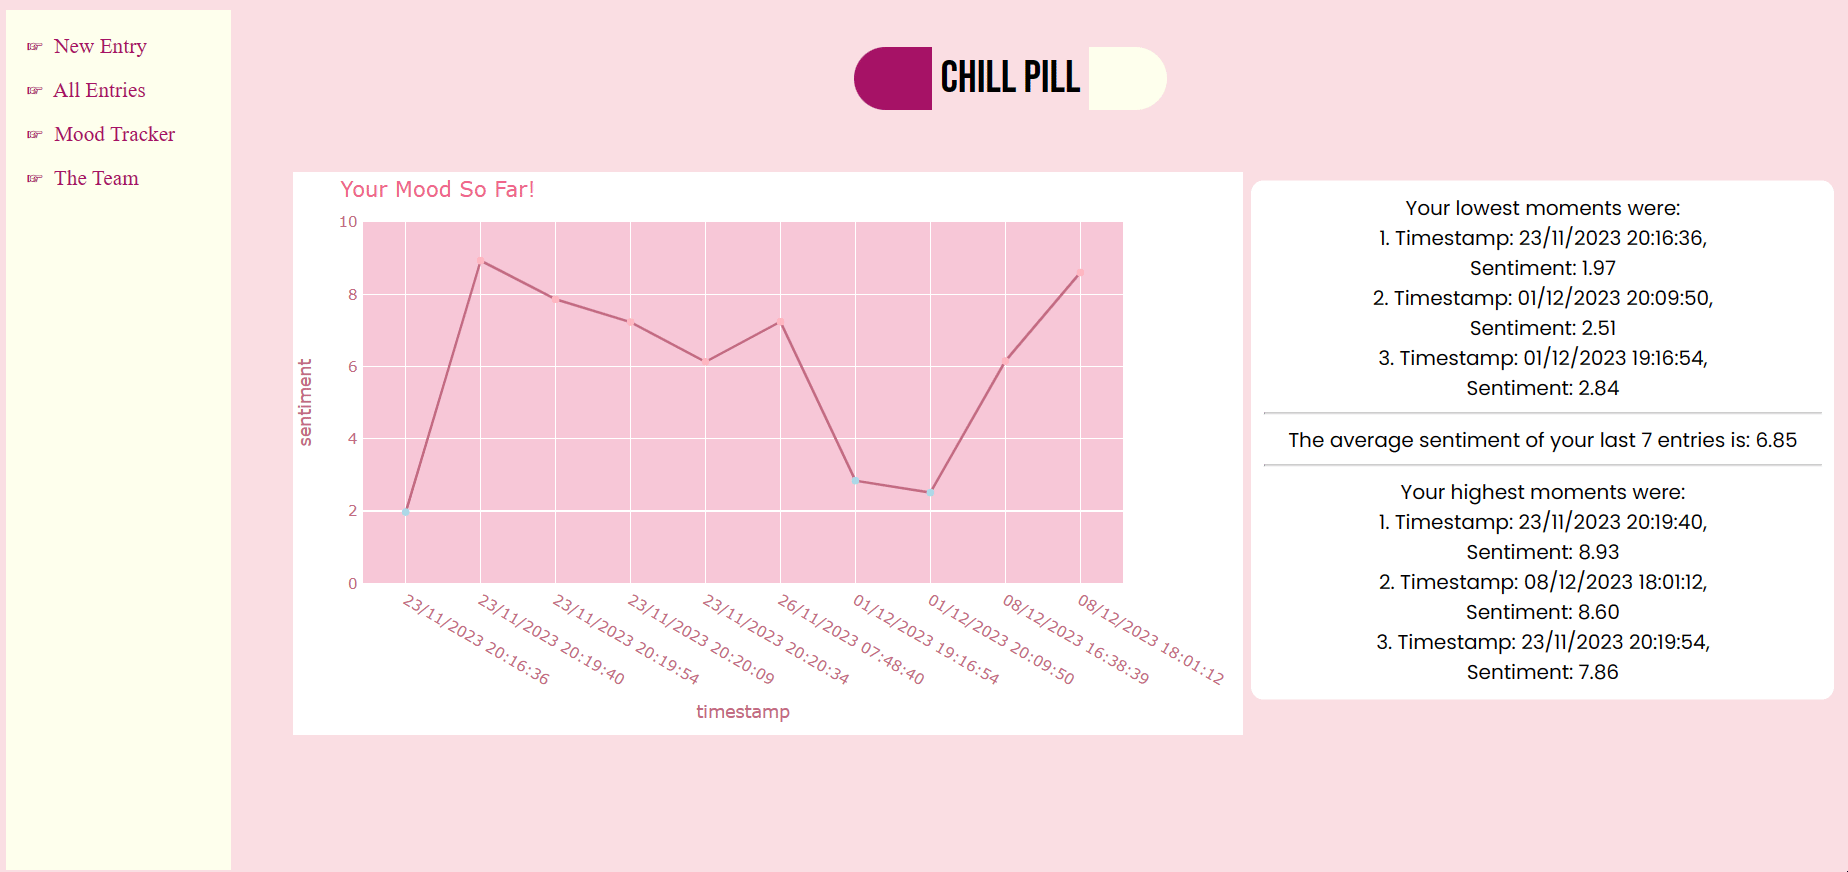 ☞ New Entry
☞ All Entries
☞ Mood Tracker
☞ The Team
CHILL PILL
Your Mood So Far!
10
8
6
4
2
0
sentiment
23/11/2023 20:16:36
23/11/2023 20:19:40
23/11/2023 20:19:54
23/11/2023 20:20:09
23/11/2023 20:20:34
26/11/2023 07:48:40
01/12/2023 19:16:54
01/12/2023 20:09:50
08/12/2023 16:38:39
08/12/2023 18:01:12
timestamp
Your lowest moments were:
1. Timestamp: 23/11/2023 20:16:36,
Sentiment: 1.97
2. Timestamp: 01/12/2023 20:09:50,
Sentiment: 2.51
3. Timestamp: 01/12/2023 19:16:54,
Sentiment: 2.84
The average sentiment of your last 7 entries is: 6.85
Your highest moments were:
1. Timestamp: 23/11/2023 20:19:40,
Sentiment: 8.93
2. Timestamp: 08/12/2023 18:01:12,
Sentiment: 8.60
3. Timestamp: 23/11/2023 20:19:54,
Sentiment: 7.86